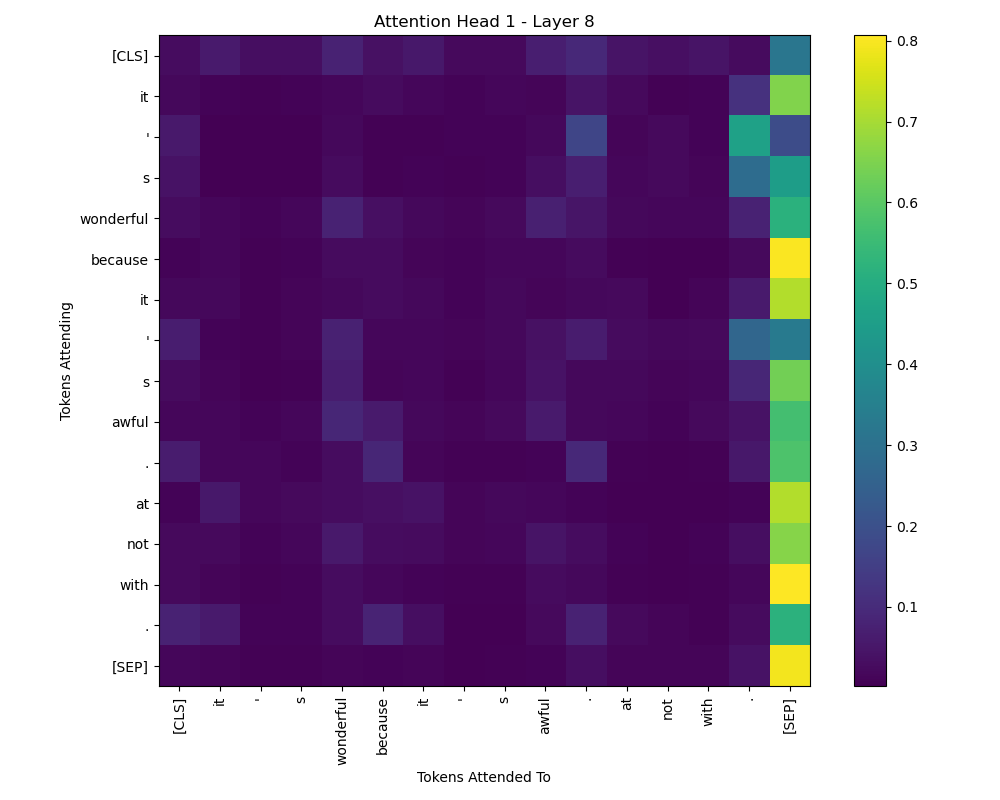 Attention Head 1 - Layer 8
[CLS]
it
'
s
wonderful
because
it
'
s
awful
.
at
not
with
.
[SEP]
Tokens Attending
[CLS]
it
'
s
wonderful
because
it
'
s
awful
.
at
not
with
.
[SEP]
Tokens Attended To
0.8
0.7
0.6
0.5
0.4
0.3
0.2
0.1